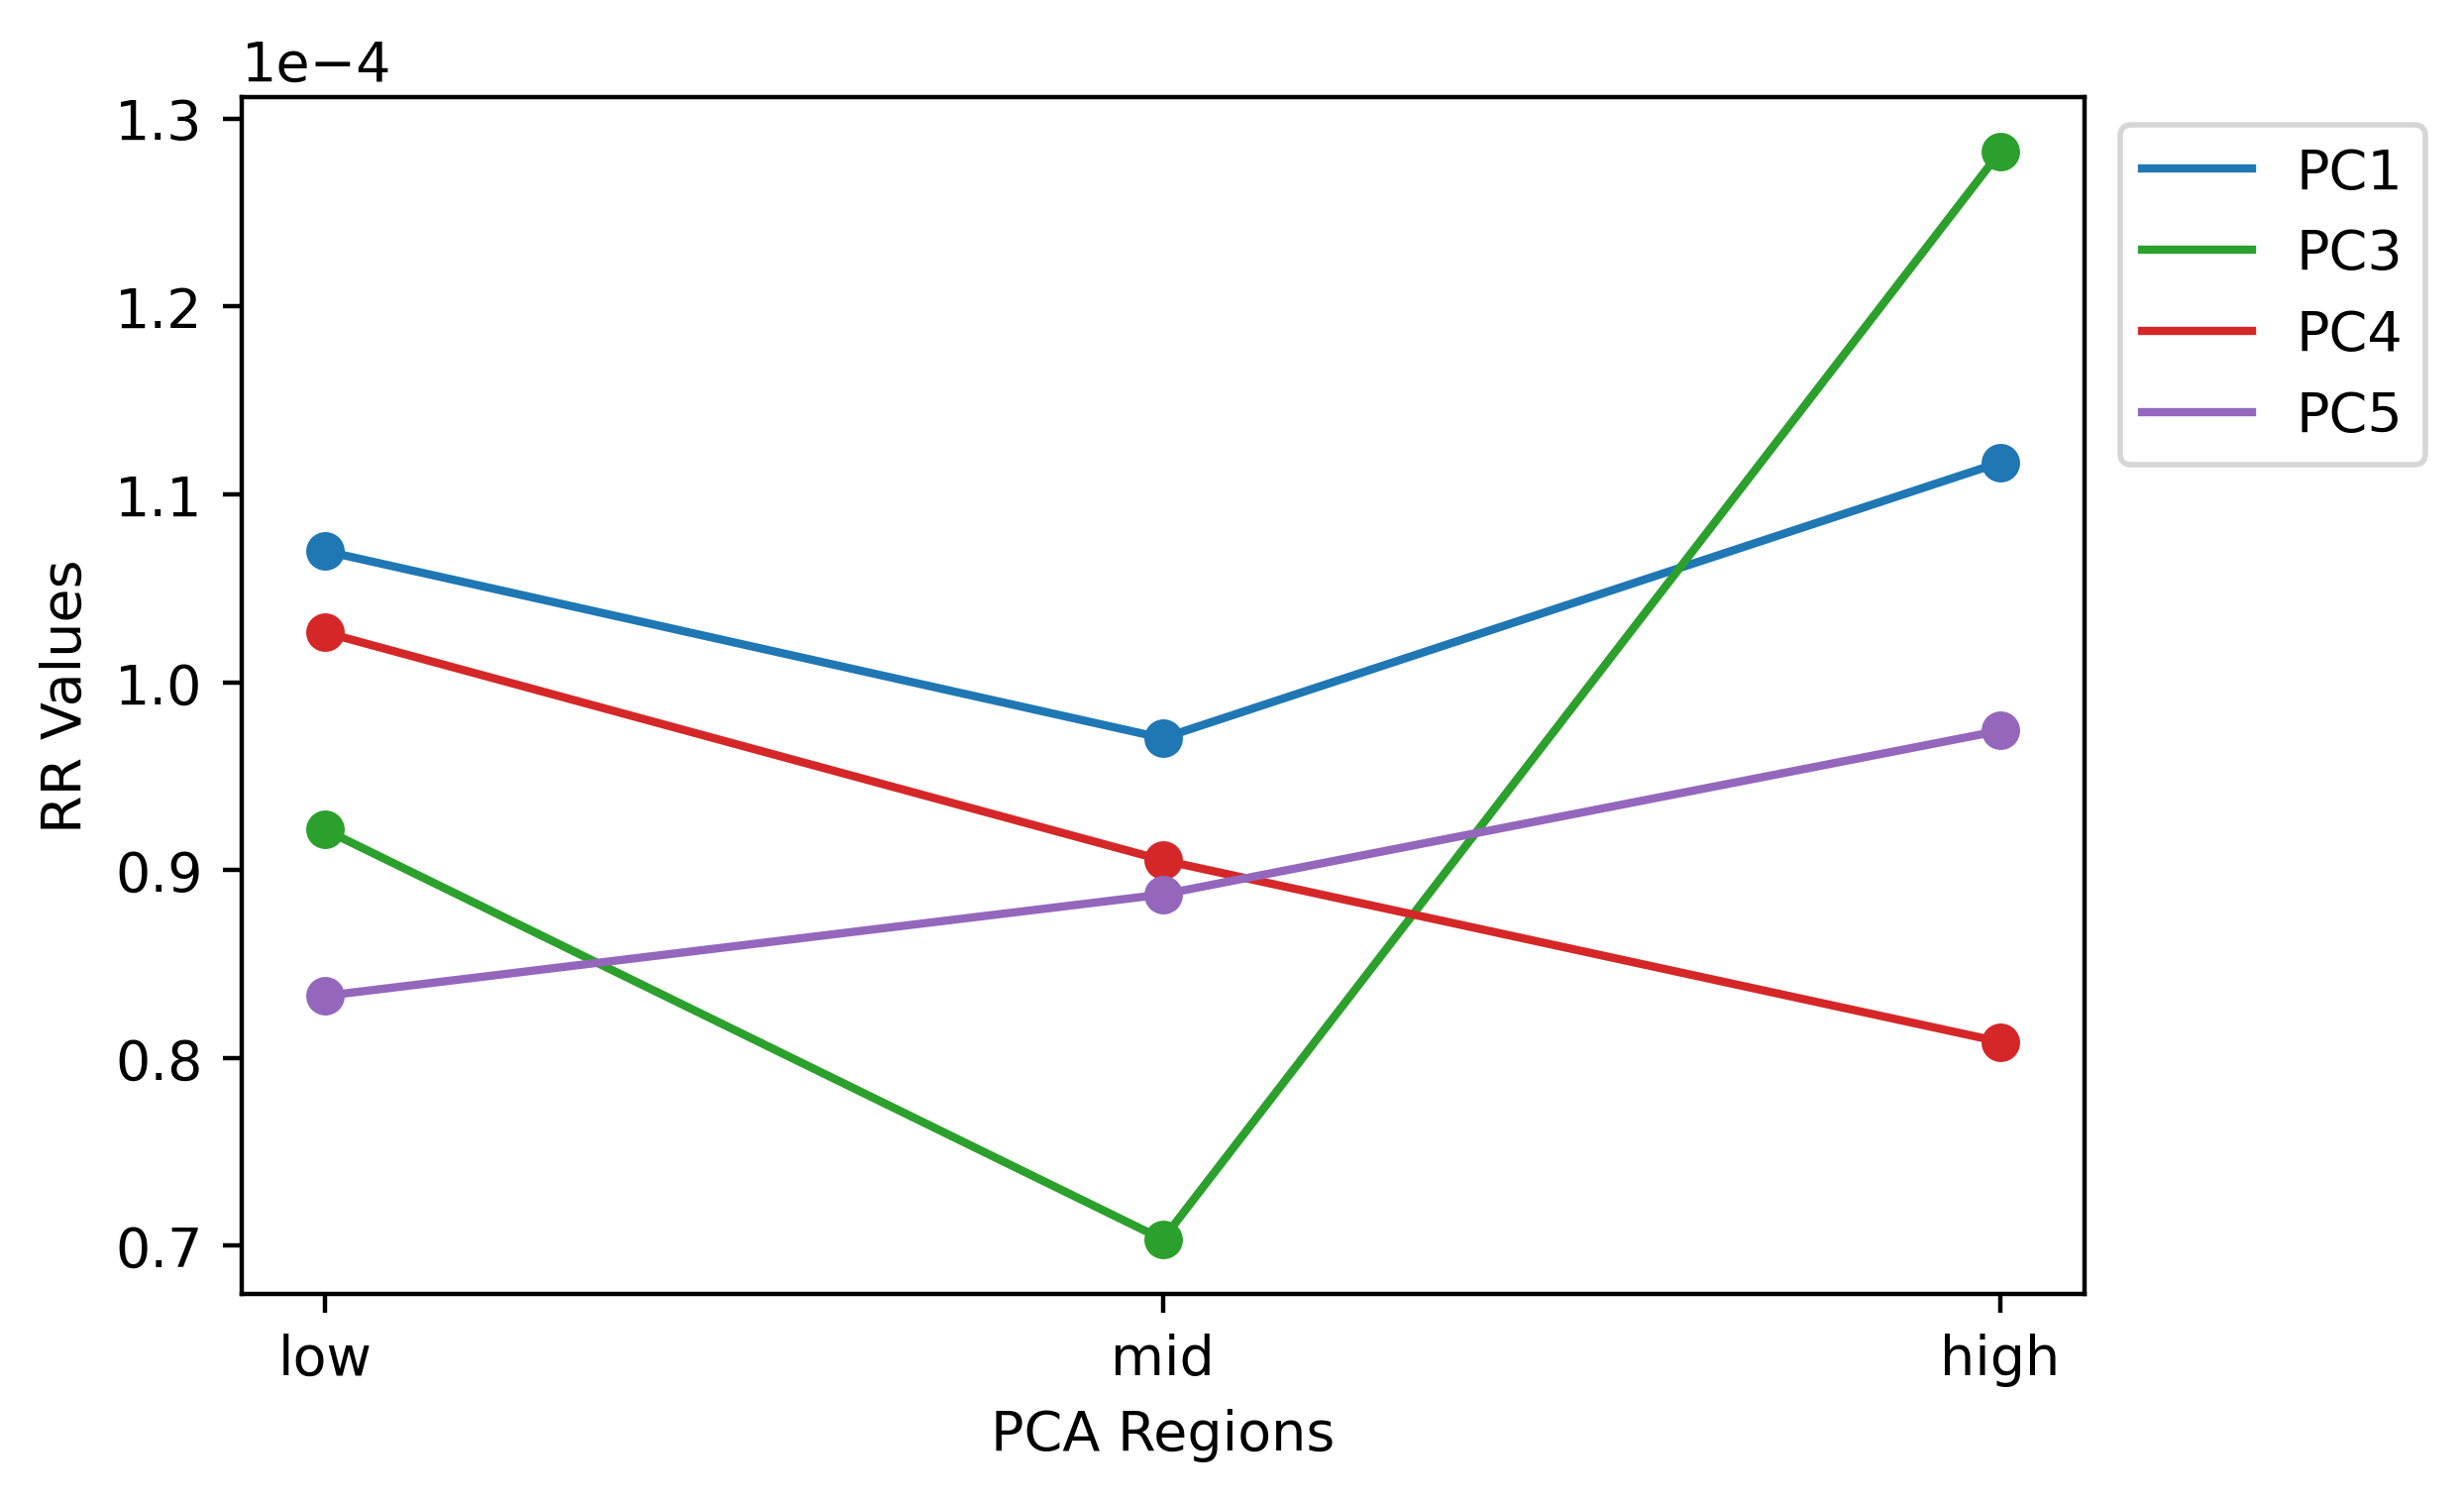 1e−4
1.3
1.2
1.1
1.0
0.9
0.8
0.7
RR Values
low
mid
high
PCA Regions
PC1
PC3
PC4
PC5